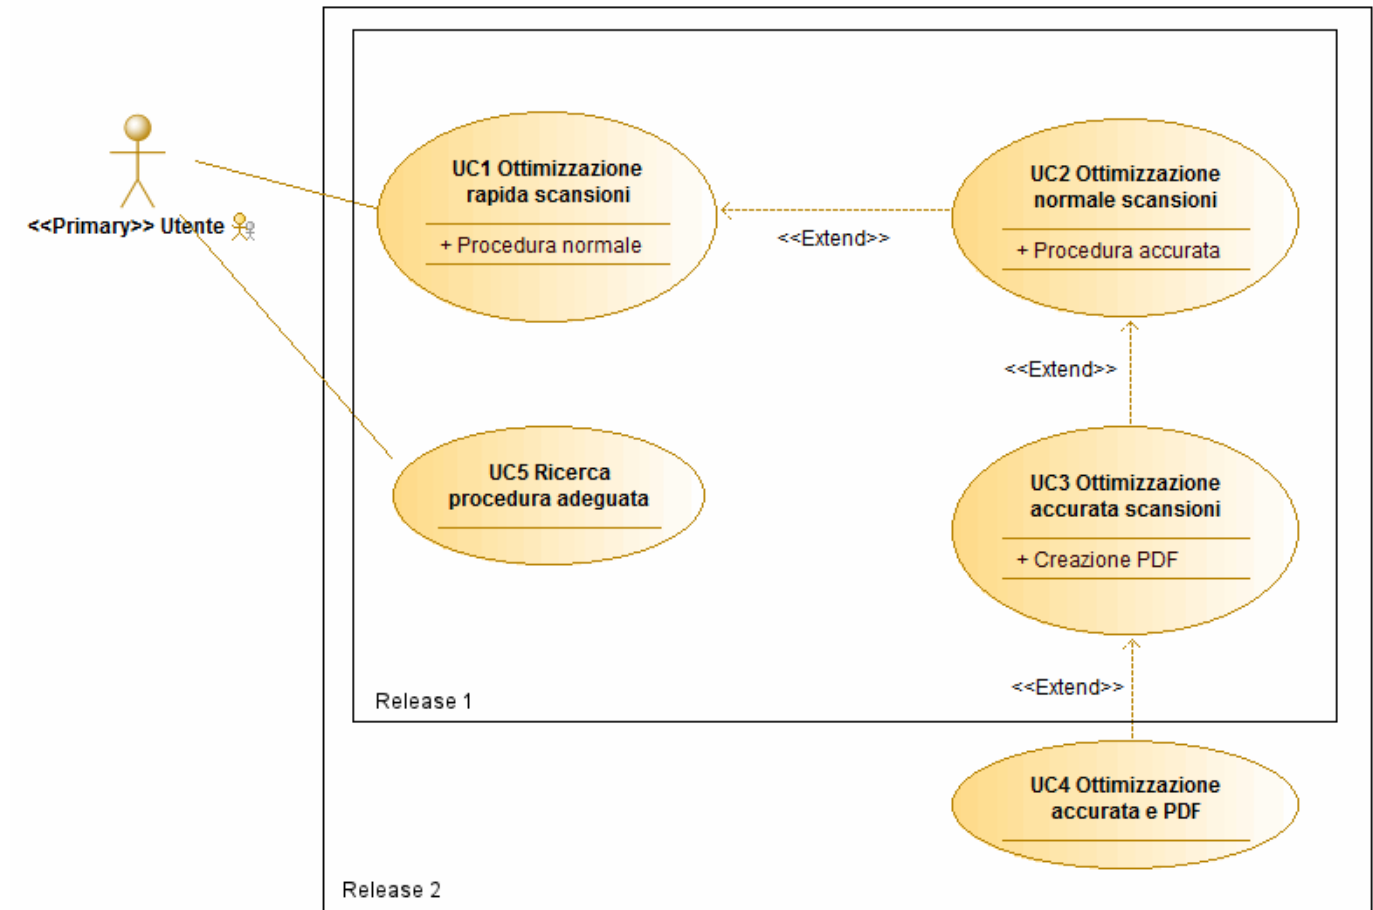 <<Primary>> Utente
UC1 Ottimizzazione
rapida scansioni
+ Procedura normale
<<Extend>>
UC2 Ottimizzazione
normale scansioni
+ Procedura accurata
<<Extend>>
UC5 Ricerca
procedura adeguata
UC3 Ottimizzazione
accurata scansioni
+ Creazione PDF
<<Extend>>
Release 1
UC4 Ottimizzazione
accurata e PDF
Release 2